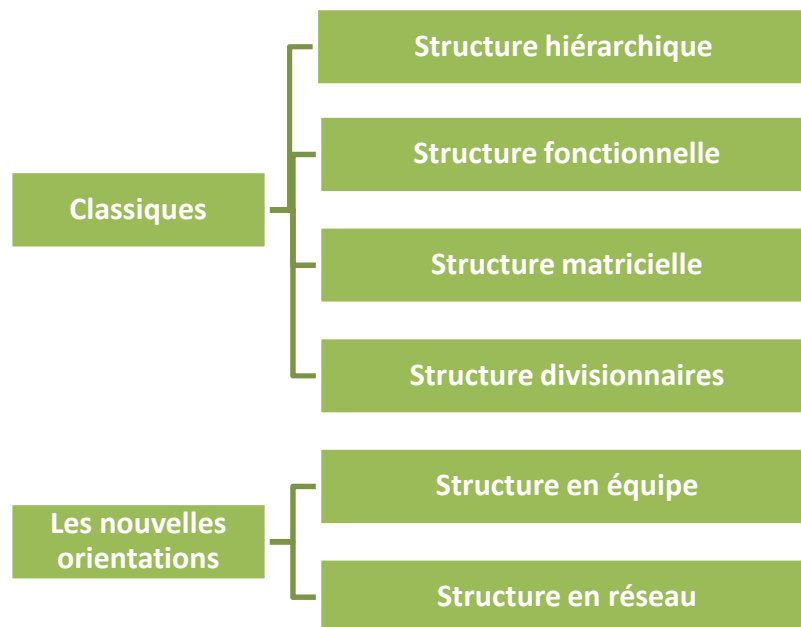 Classiques
Structure hiérarchique
Structure fonctionnelle
Structure matricielle
Structure divisionnaires
Les nouvelles
orientations
Structure en équipe
Structure en réseau